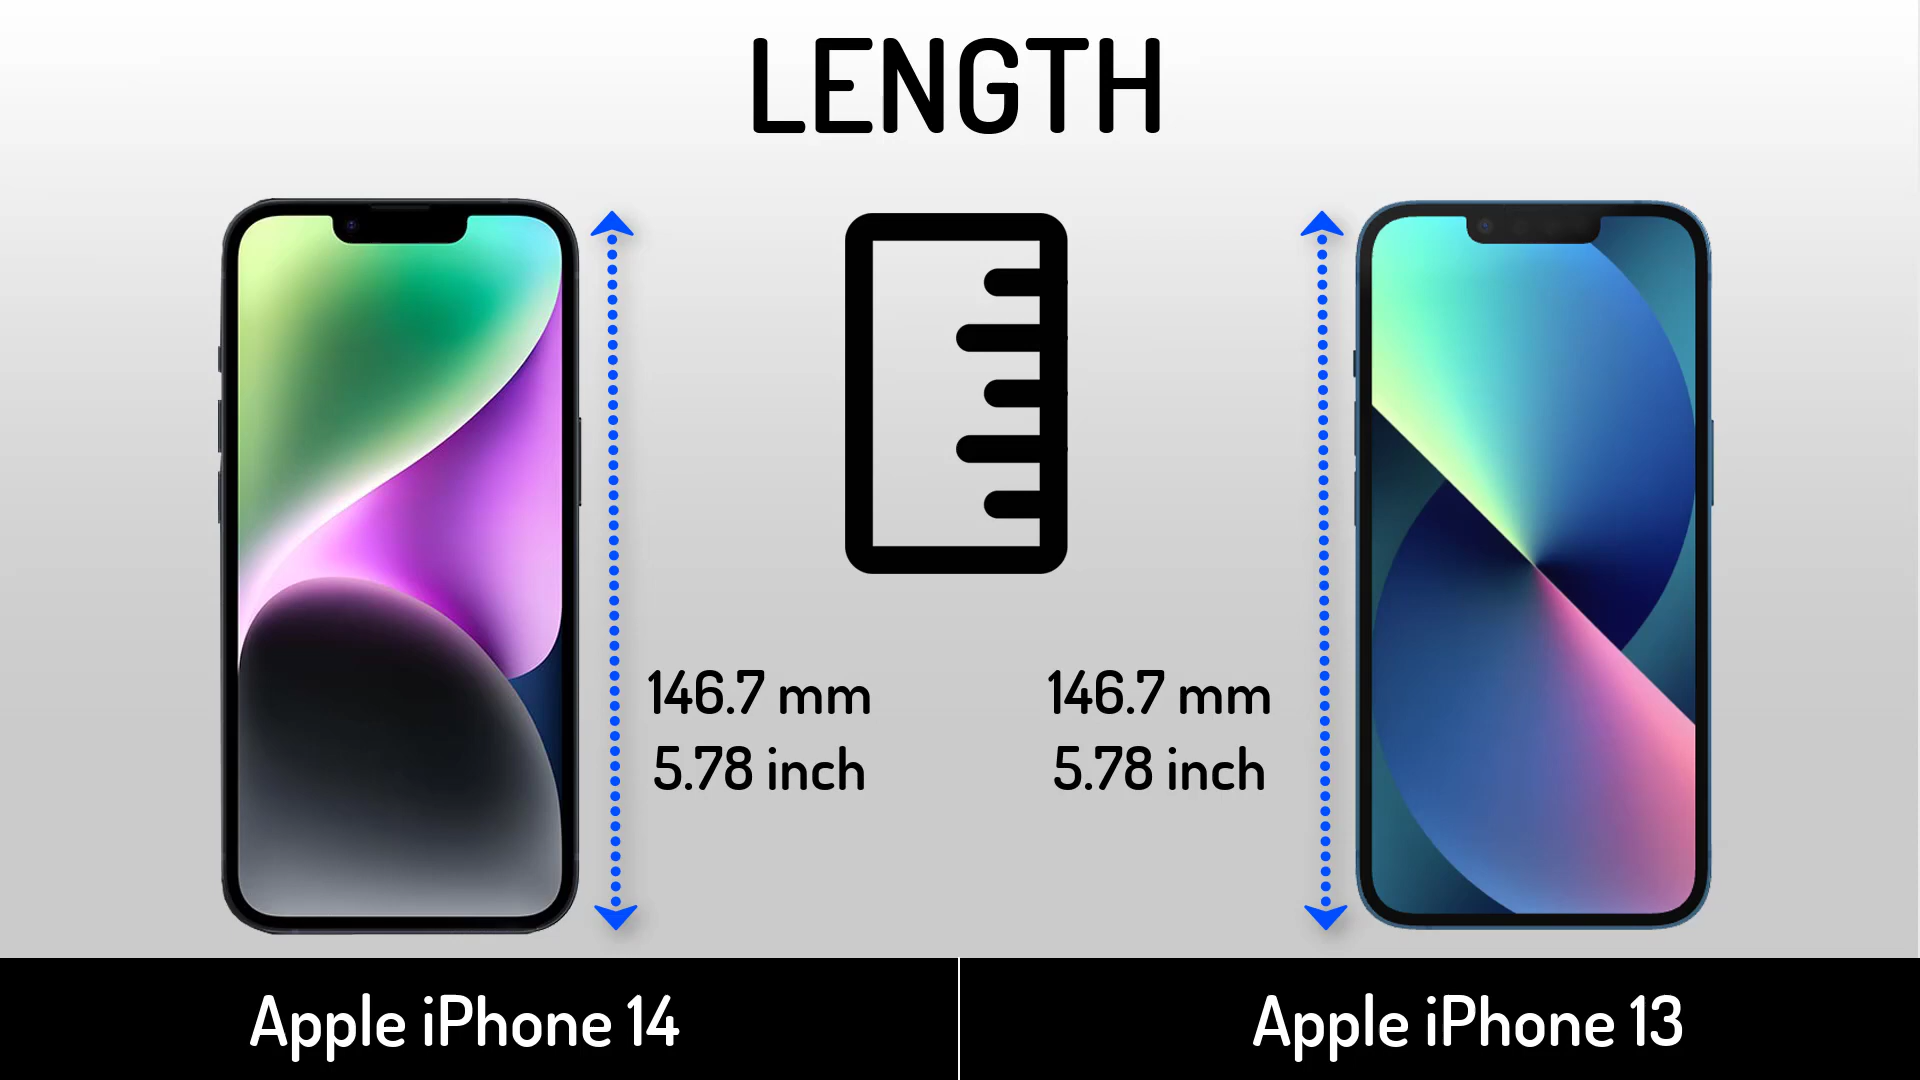 LENGTH
146.7 mm
5.78 inch
146.7 mm
5.78 inch
Apple iPhone 14
Apple iPhone 13